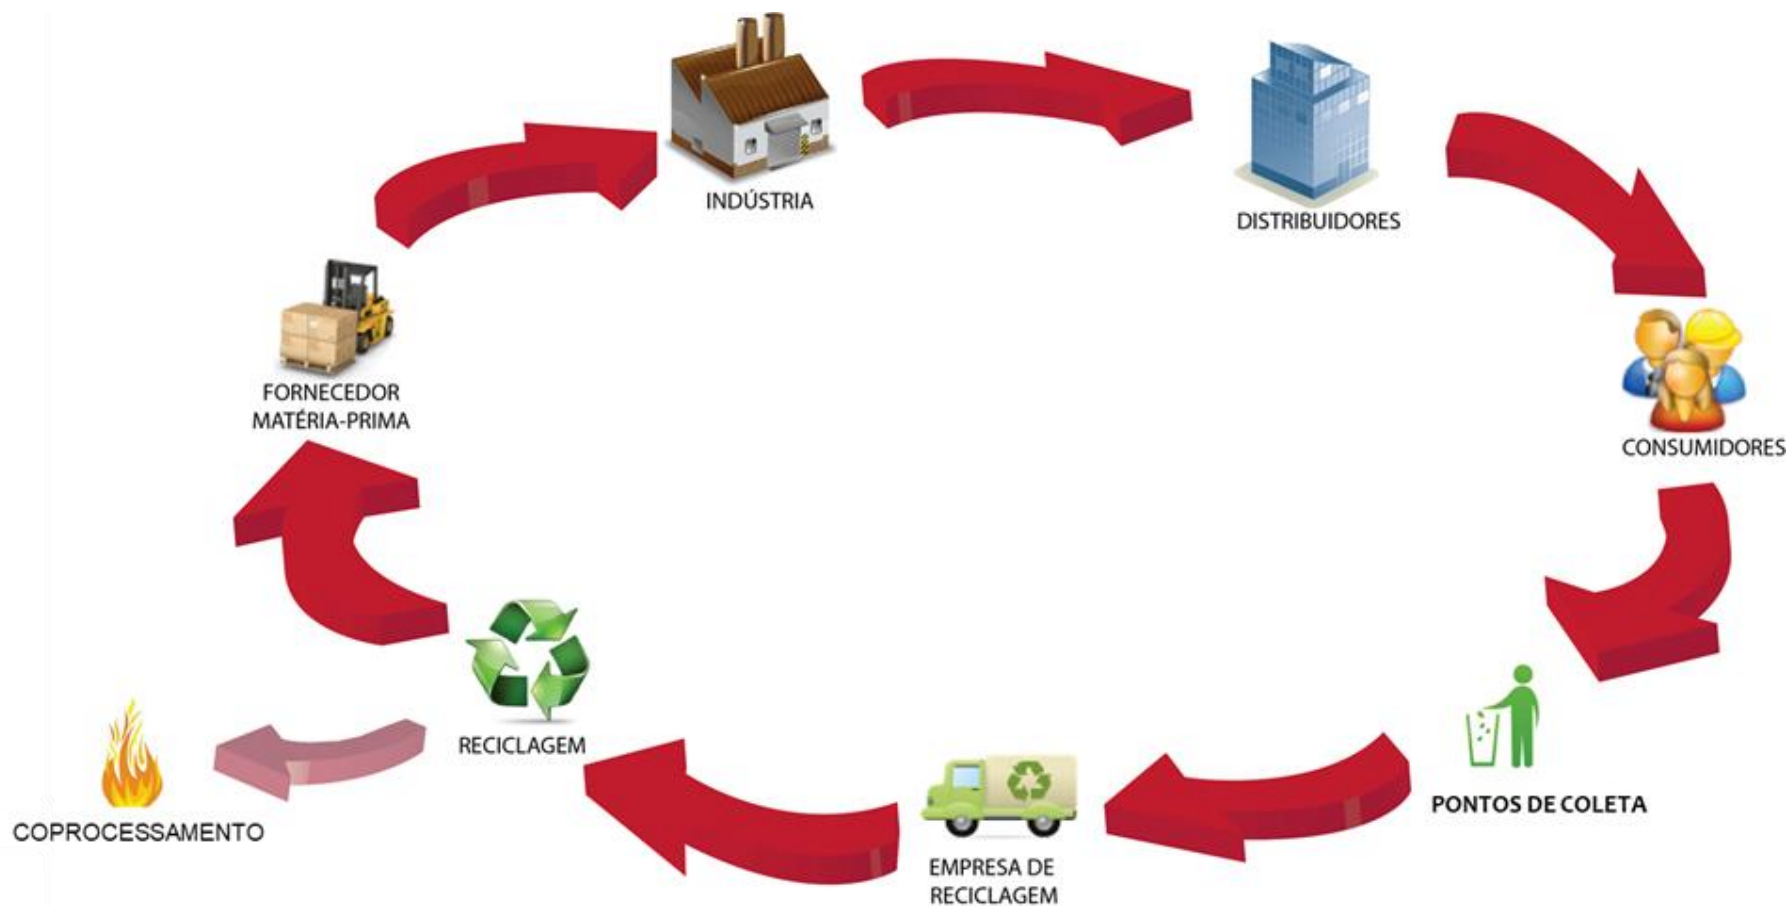 INDÚSTRIA
DISTRIBUIDORES
FORNECEDOR
MATÉRIA-PRIMA
CONSUMIDORES
RECICLAGEM
PONTOS DE COLETA
COPROCESSAMENTO
EMPRESA DE
RECICLAGEM